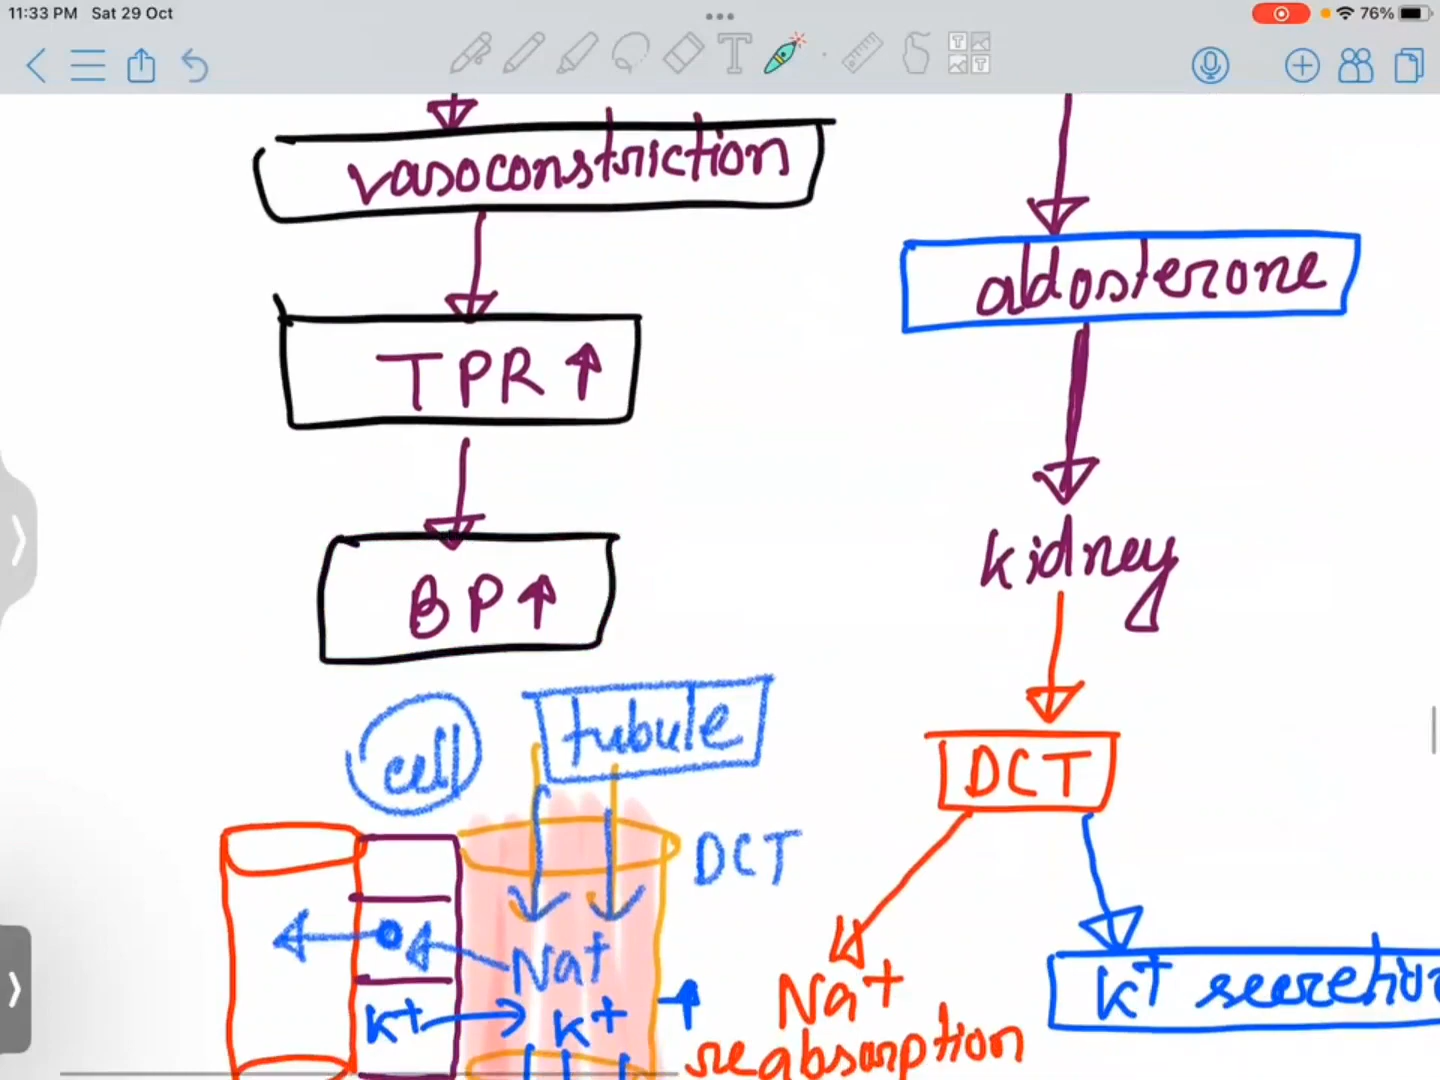 11:33 PM Sat 29 Oct
76%
vasoconstriction
aldosterone
TPR ↑
kidney
BP ↑
cell
tubule
DCT
DCT
Na+
K+
K+
Na+
reabsorption
K+ secretion